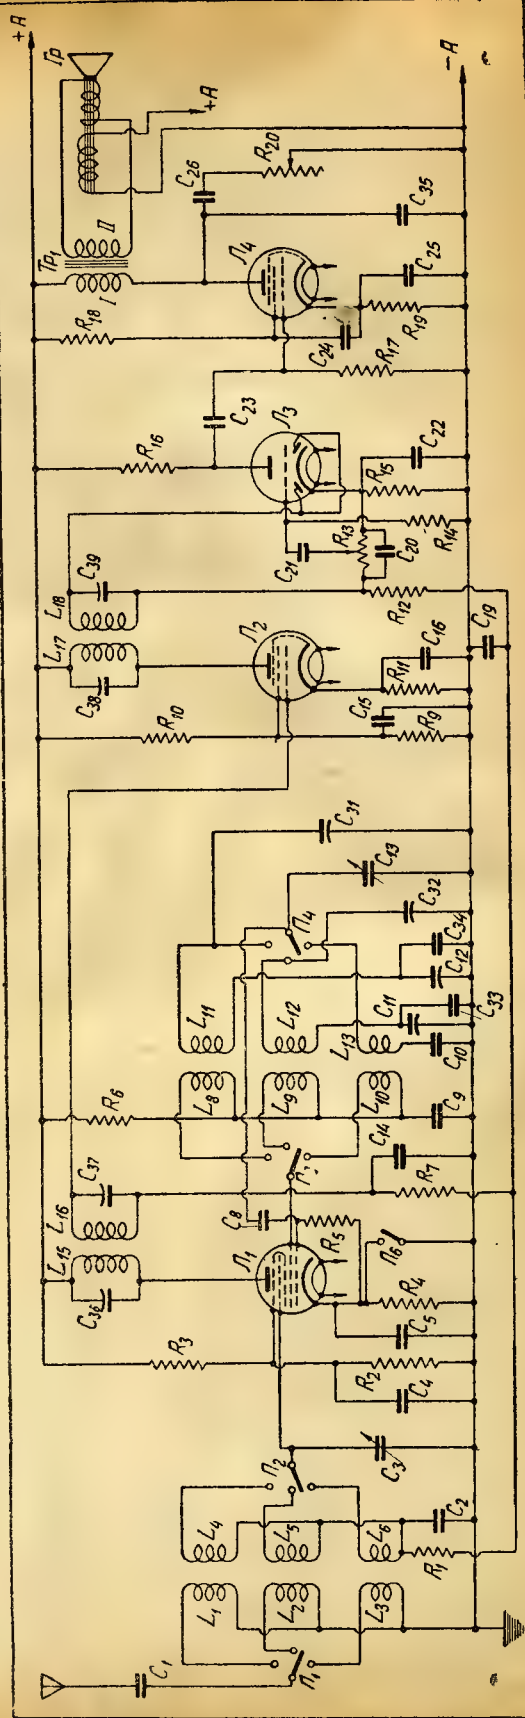 +A
Гр
+A
−A
Тр₁
I
II
R₁₈
C₂₆
R₂₀
C₃₅
Л₄
C₂₅
C₂₄
R₁₉
R₁₇
C₂₃
R₁₆
Л₃
C₂₂
R₁₅
R₁₃
R₁₄
C₂₁
C₂₀
L₁₈
C₃₉
R₁₂
L₁₇
C₃₈
Л₂
C₁₉
C₁₆
R₁₁
R₁₀
C₁₅
R₉
C₃₁
C₁₃
П₄
C₃₂
C₃₄
C₁₂
L₁₁
L₁₂
L₁₃
C₁₁
C₃₃
C₁₀
R₆
L₈
L₉
L₁₀
C₉
C₃₇
L₁₆
C₁₄
R₇
C₈
L₁₅
C₃₆
Л₁
R₅
П₆
R₄
C₅
R₃
R₂
C₄
C₃
П₂
L₄
L₅
L₆
C₂
R₁
L₁
L₂
L₃
П₁
C₁